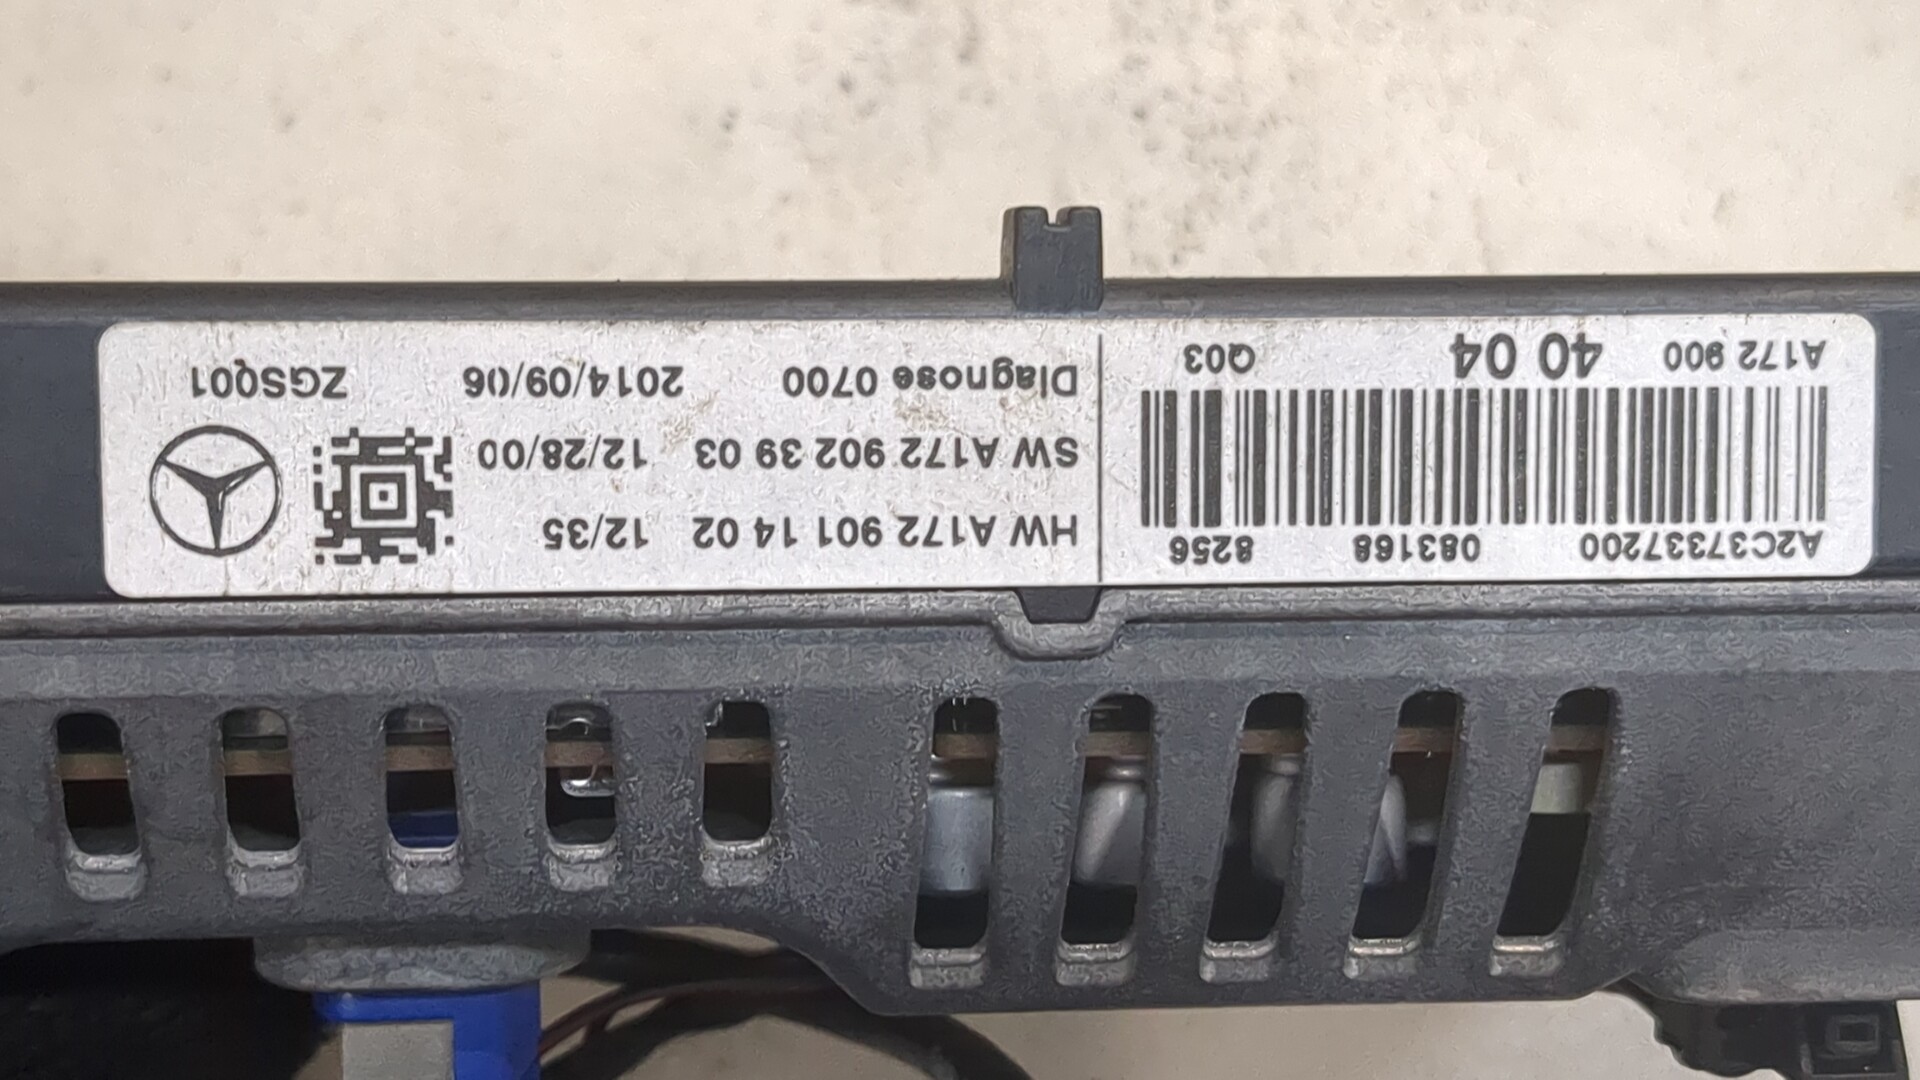 A2C37337200 083168 8256
A172 900 40 04 Q03
HW A172 901 14 02 12/35
SW A172 902 39 03 12/28/00
Diagnose 0700 2014/09/06 ZGSQ01